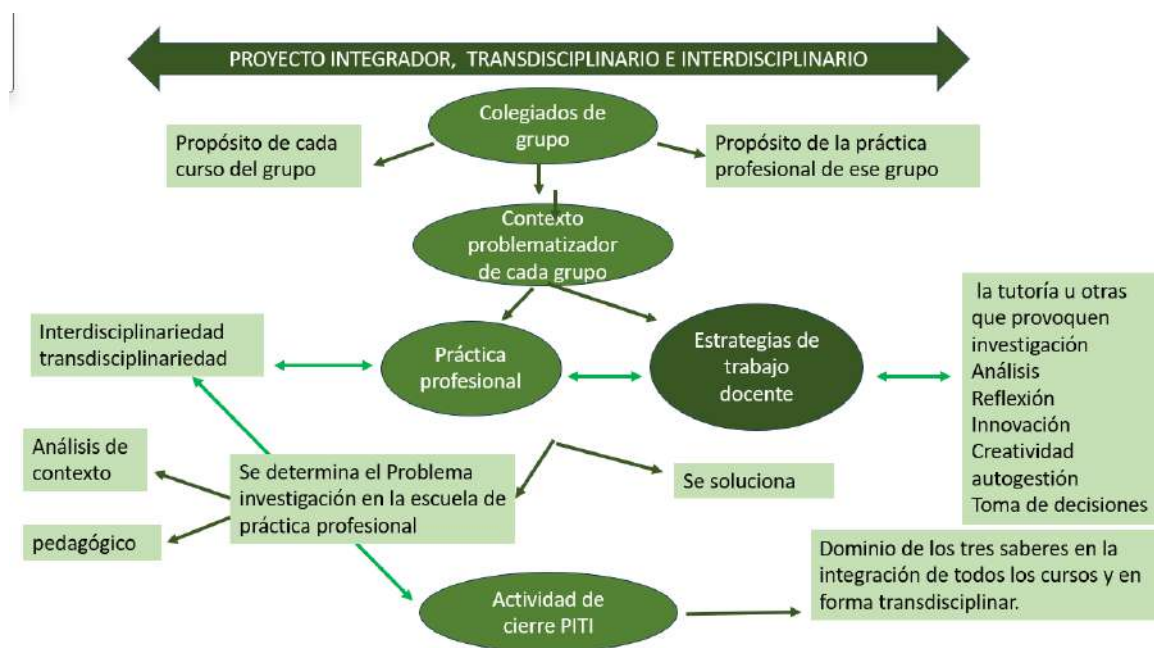 PROYECTO INTEGRADOR, TRANSDISCIPLINARIO E INTERDISCIPLINARIO
Colegiados de
grupo
Propósito de cada
curso del grupo
Propósito de la práctica
profesional de ese grupo
Contexto
problematizador
de cada grupo
Interdisciplinariedad
transdisciplinariedad
Práctica
profesional
Estrategias de
trabajo
docente
la tutoría u otras
que provoquen
investigación
Análisis
Reflexión
Innovación
Creatividad
autogestión
Toma de decisiones
Análisis de
contexto
pedagógico
Se determina el Problema
investigación en la escuela de
práctica profesional
Se soluciona
Actividad de
cierre PITI
Dominio de los tres saberes en la
integración de todos los cursos y en
forma transdisciplinar.